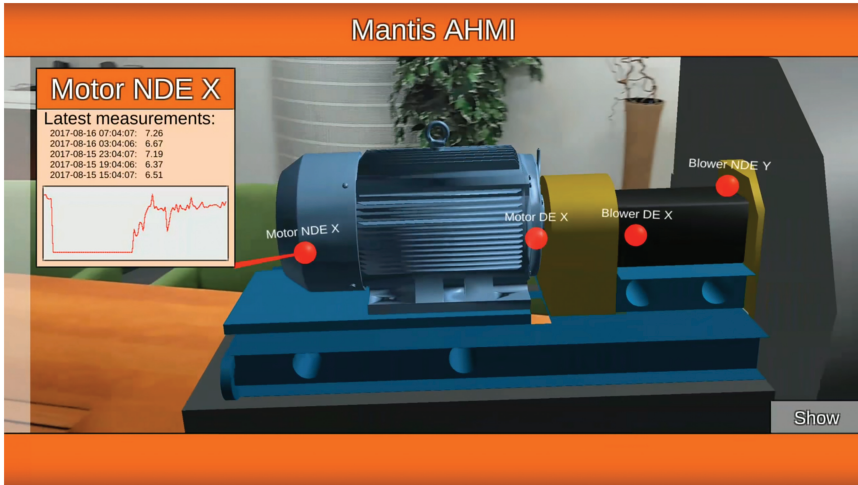 Mantis AHMI
Motor NDE X
Latest measurements:
2017-08-16 07:04:07: 7.26
2017-08-16 03:04:06: 6.67
2017-08-15 23:04:07: 7.19
2017-08-15 19:04:06: 6.37
2017-08-15 15:04:07: 6.51
Blower NDE Y
Motor DE X
Blower DE X
Motor NDE X
Show